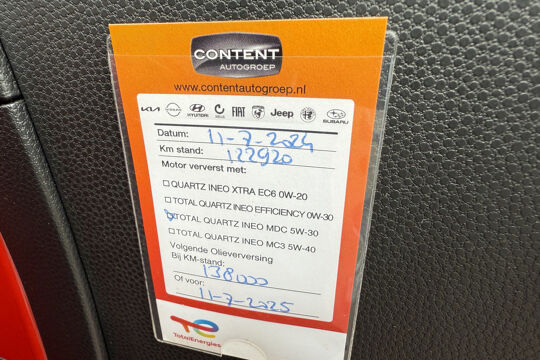 CONTENT
AUTOGROEP
www.contentautogroep.nl
KIA NISSAN HYUNDAI FIAT Jeep SUBARU
Datum: 11-7-2024
Km stand: 122920
Motor ververst met:
QUARTZ INEO XTRA EC6 0W-20
TOTAL QUARTZ INEO EFFICIENCY 0W-30
TOTAL QUARTZ INEO MDC 5W-30
TOTAL QUARTZ INEO MC3 5W-40
Volgende Olieverversing
Bij KM-stand:
138000
Of voor:
11-7-2025
TotalEnergies